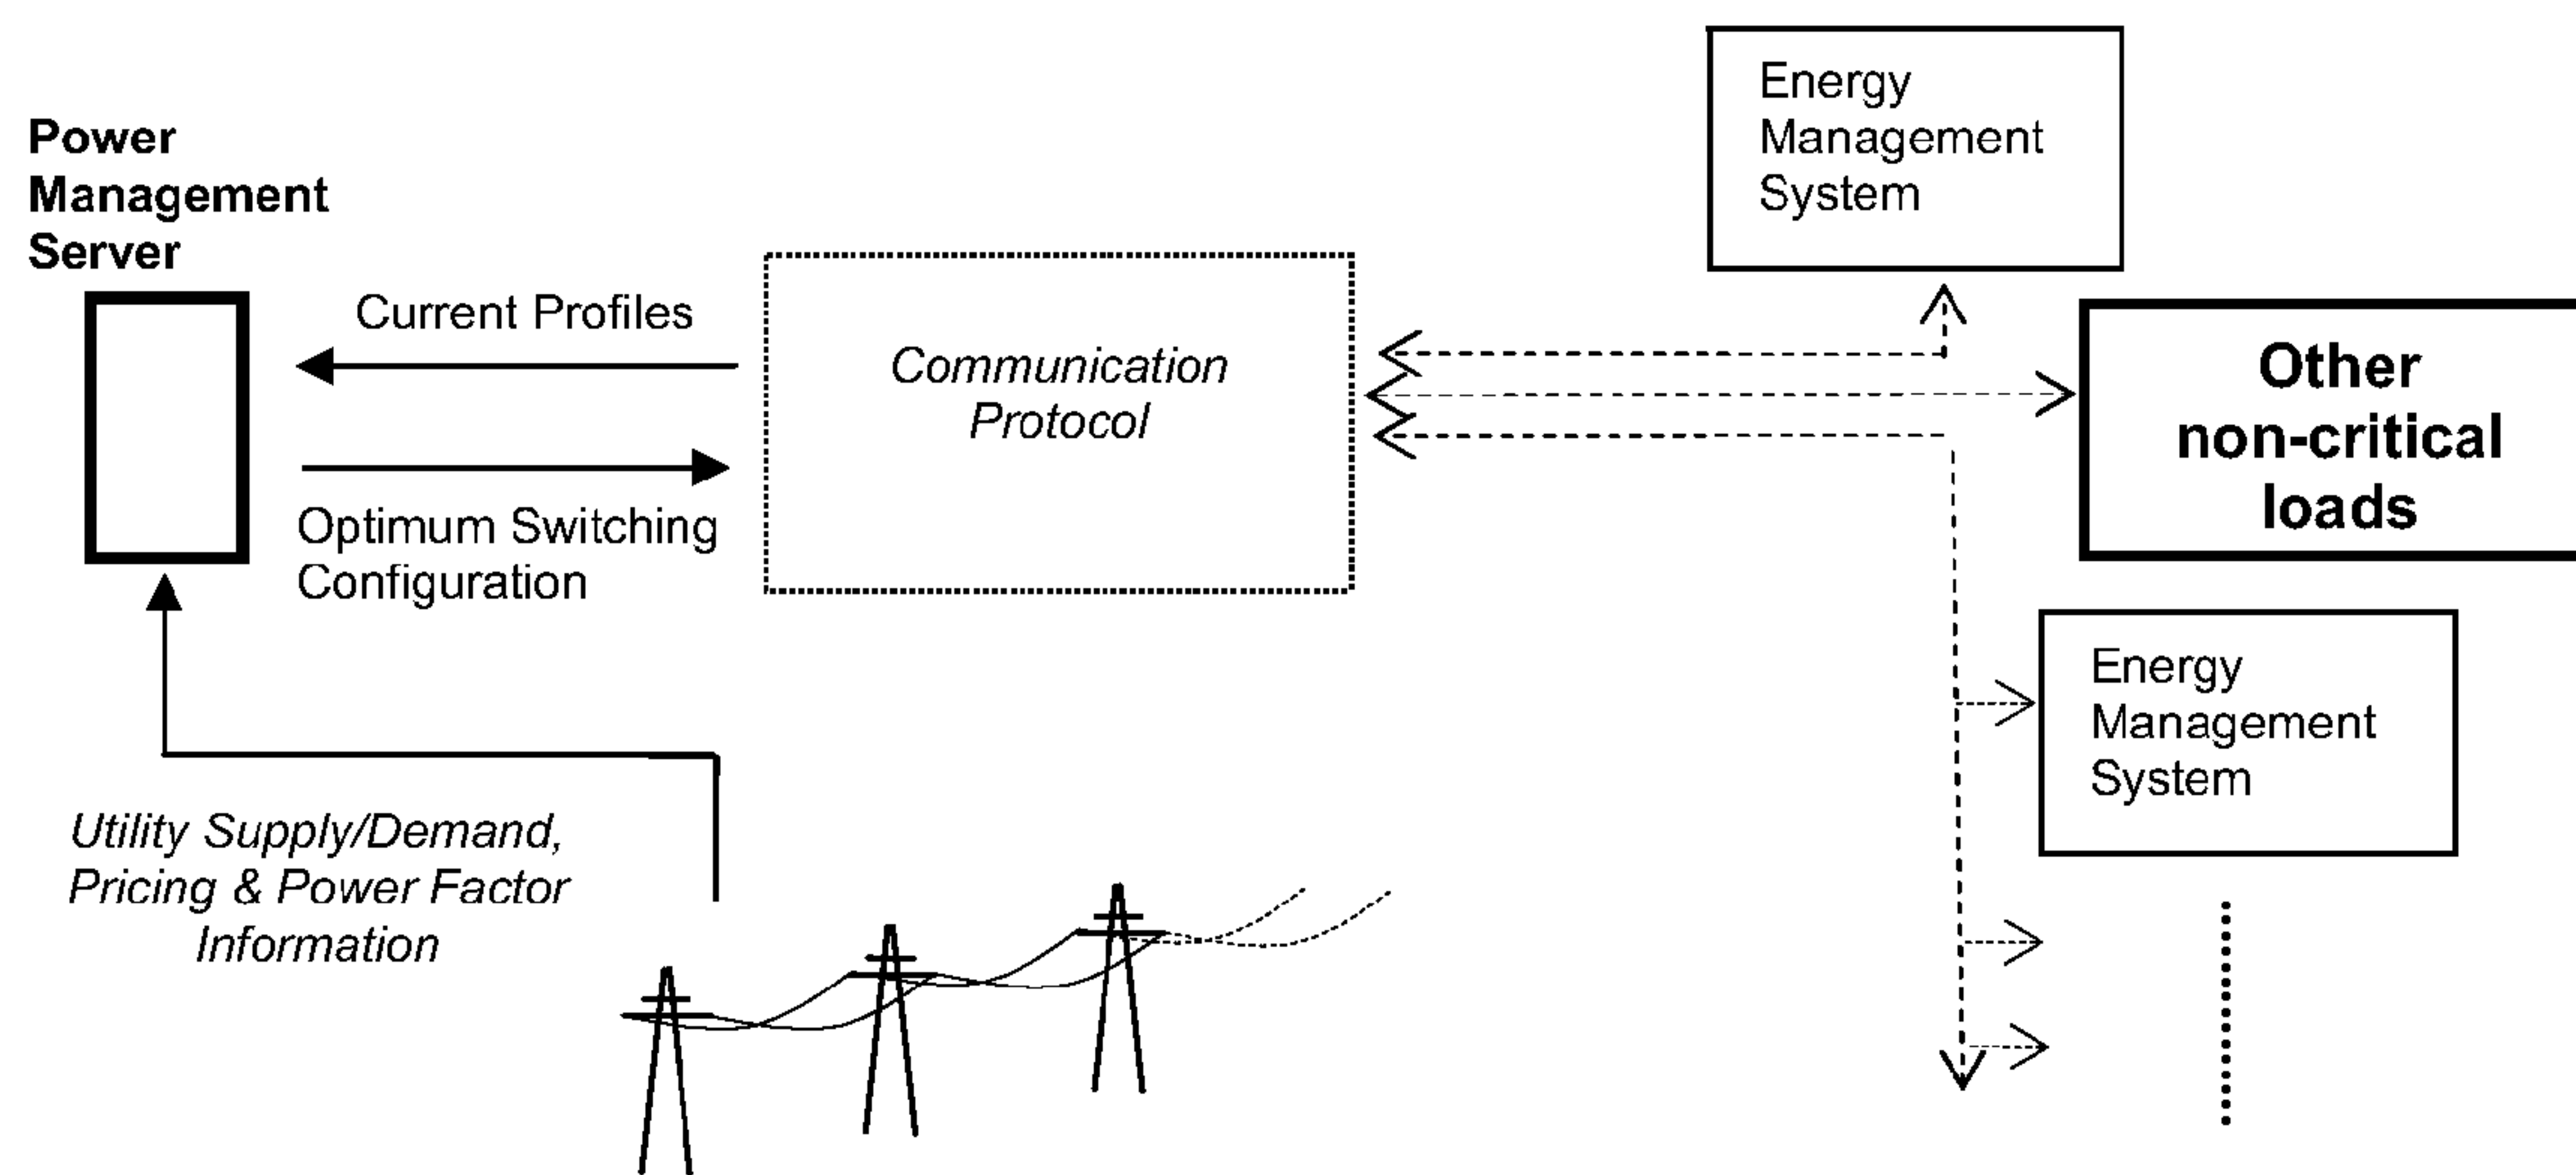 Power
Management
Server
Current Profiles
Optimum Switching
Configuration
Communication
Protocol
Energy
Management
System
Other
non-critical
loads
Energy
Management
System
Utility Supply/Demand,
Pricing & Power Factor
Information